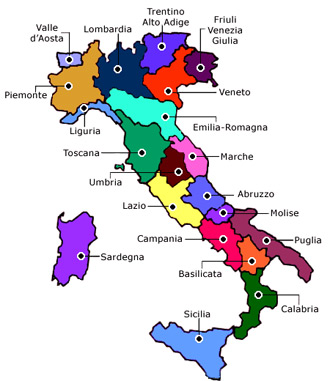 Valle
d'Aosta
Lombardia
Trentino
Alto Adige
Friuli
Venezia
Giulia
Piemonte
Veneto
Liguria
Emilia-Romagna
Toscana
Marche
Umbria
Abruzzo
Lazio
Molise
Campania
Puglia
Sardegna
Basilicata
Calabria
Sicilia